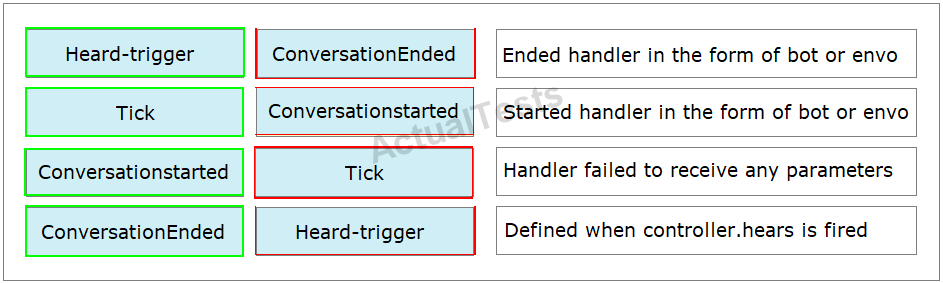 Heard-trigger ConversationEnded Ended handler in the form of bot or envo
Tick Conversationstarted Started handler in the form of bot or envo
Conversationstarted Tick Handler failed to receive any parameters
ConversationEnded Heard-trigger Defined when controller.hears is fired
ActualTests